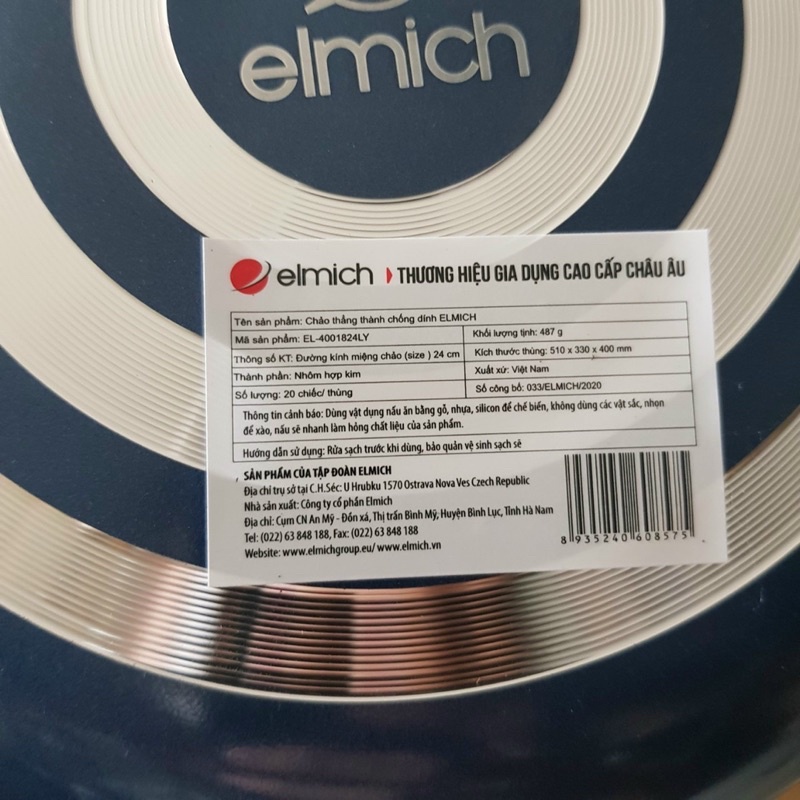 elmich
elmich THƯƠNG HIỆU GIA DỤNG CAO CẤP CHÂU ÂU
Tên sản phẩm: Chảo thẳng thành chống dính ELMICH
Mã sản phẩm: EL-4001824LY
Khối lượng tịnh: 487 g
Thông số KT: Đường kính miệng chảo (size ) 24 cm
Kích thước thùng: 510 x 330 x 400 mm
Thành phần: Nhôm hợp kim
Xuất xứ: Việt Nam
Số lượng: 20 chiếc/ thùng
Số công bố: 033/ELMICH/2020
Thông tin cảnh báo: Dùng vật dụng nấu ăn bằng gỗ, nhựa, silicon để chế biến, không dùng các vật sắc, nhọn
để xào, nấu sẽ nhanh làm hỏng chất liệu của sản phẩm.
Hướng dẫn sử dụng: Rửa sạch trước khi dùng, bảo quản vệ sinh sạch sẽ
SẢN PHẨM CỦA TẬP ĐOÀN ELMICH
Địa chỉ trụ sở tại C.H.Séc: U Hrubku 1570 Ostrava Nova Ves Czech Republic
Nhà sản xuất: Công ty cổ phần Elmich
Địa chỉ: Cụm CN An Mỹ - Đồn xá, Thị trấn Bình Mỹ, Huyện Bình Lục, Tỉnh Hà Nam
Tel: (022) 63 848 188, Fax: (022) 63 848 188
Website: www.elmichgroup.eu/ www.elmich.vn
8 935240 608575